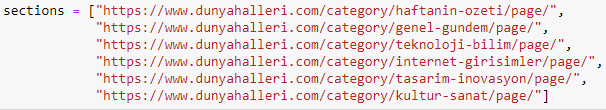 sections = ["https://www.dunyahalleri.com/category/haftanin-ozeti/page/",
"https://www.dunyahalleri.com/category/genel-gundem/page/",
"https://www.dunyahalleri.com/category/teknoloji-bilim/page/",
"https://www.dunyahalleri.com/category/internet-girisimler/page/",
"https://www.dunyahalleri.com/category/tasarim-inovasyon/page/",
"https://www.dunyahalleri.com/category/kultur-sanat/page/"]